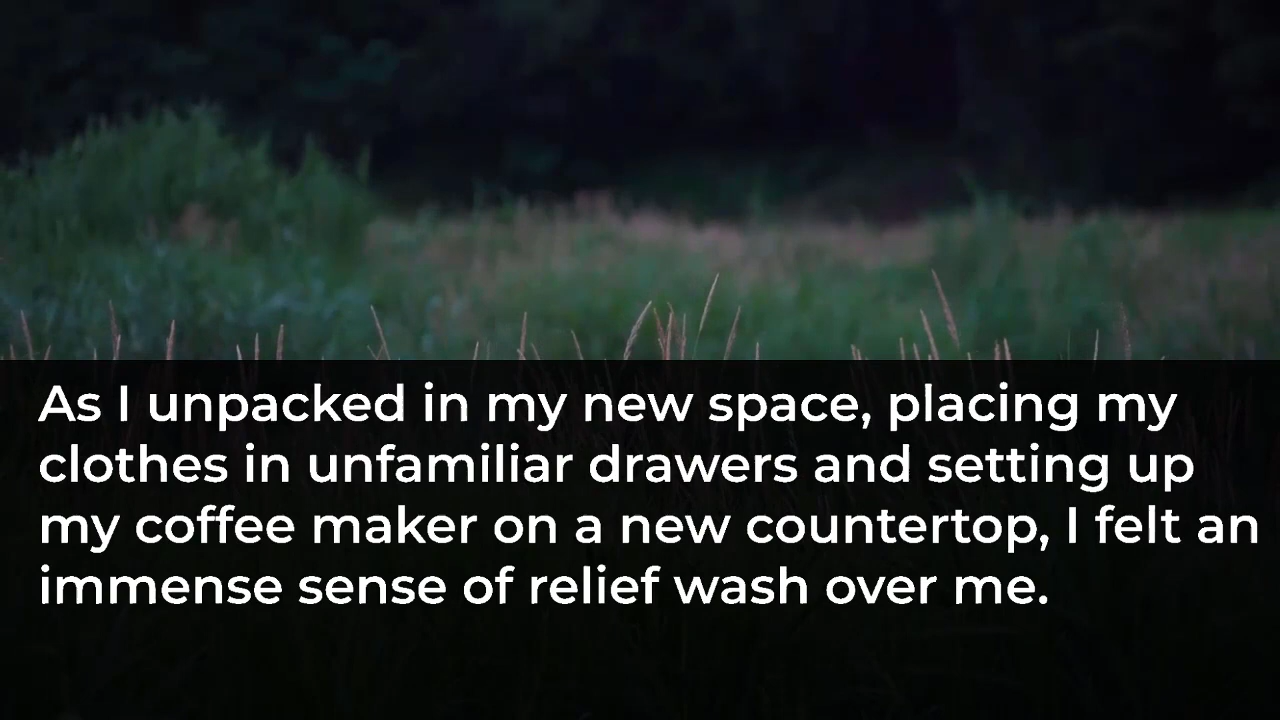 As I unpacked in my new space, placing my
clothes in unfamiliar drawers and setting up
my coffee maker on a new countertop, I felt an
immense sense of relief wash over me.